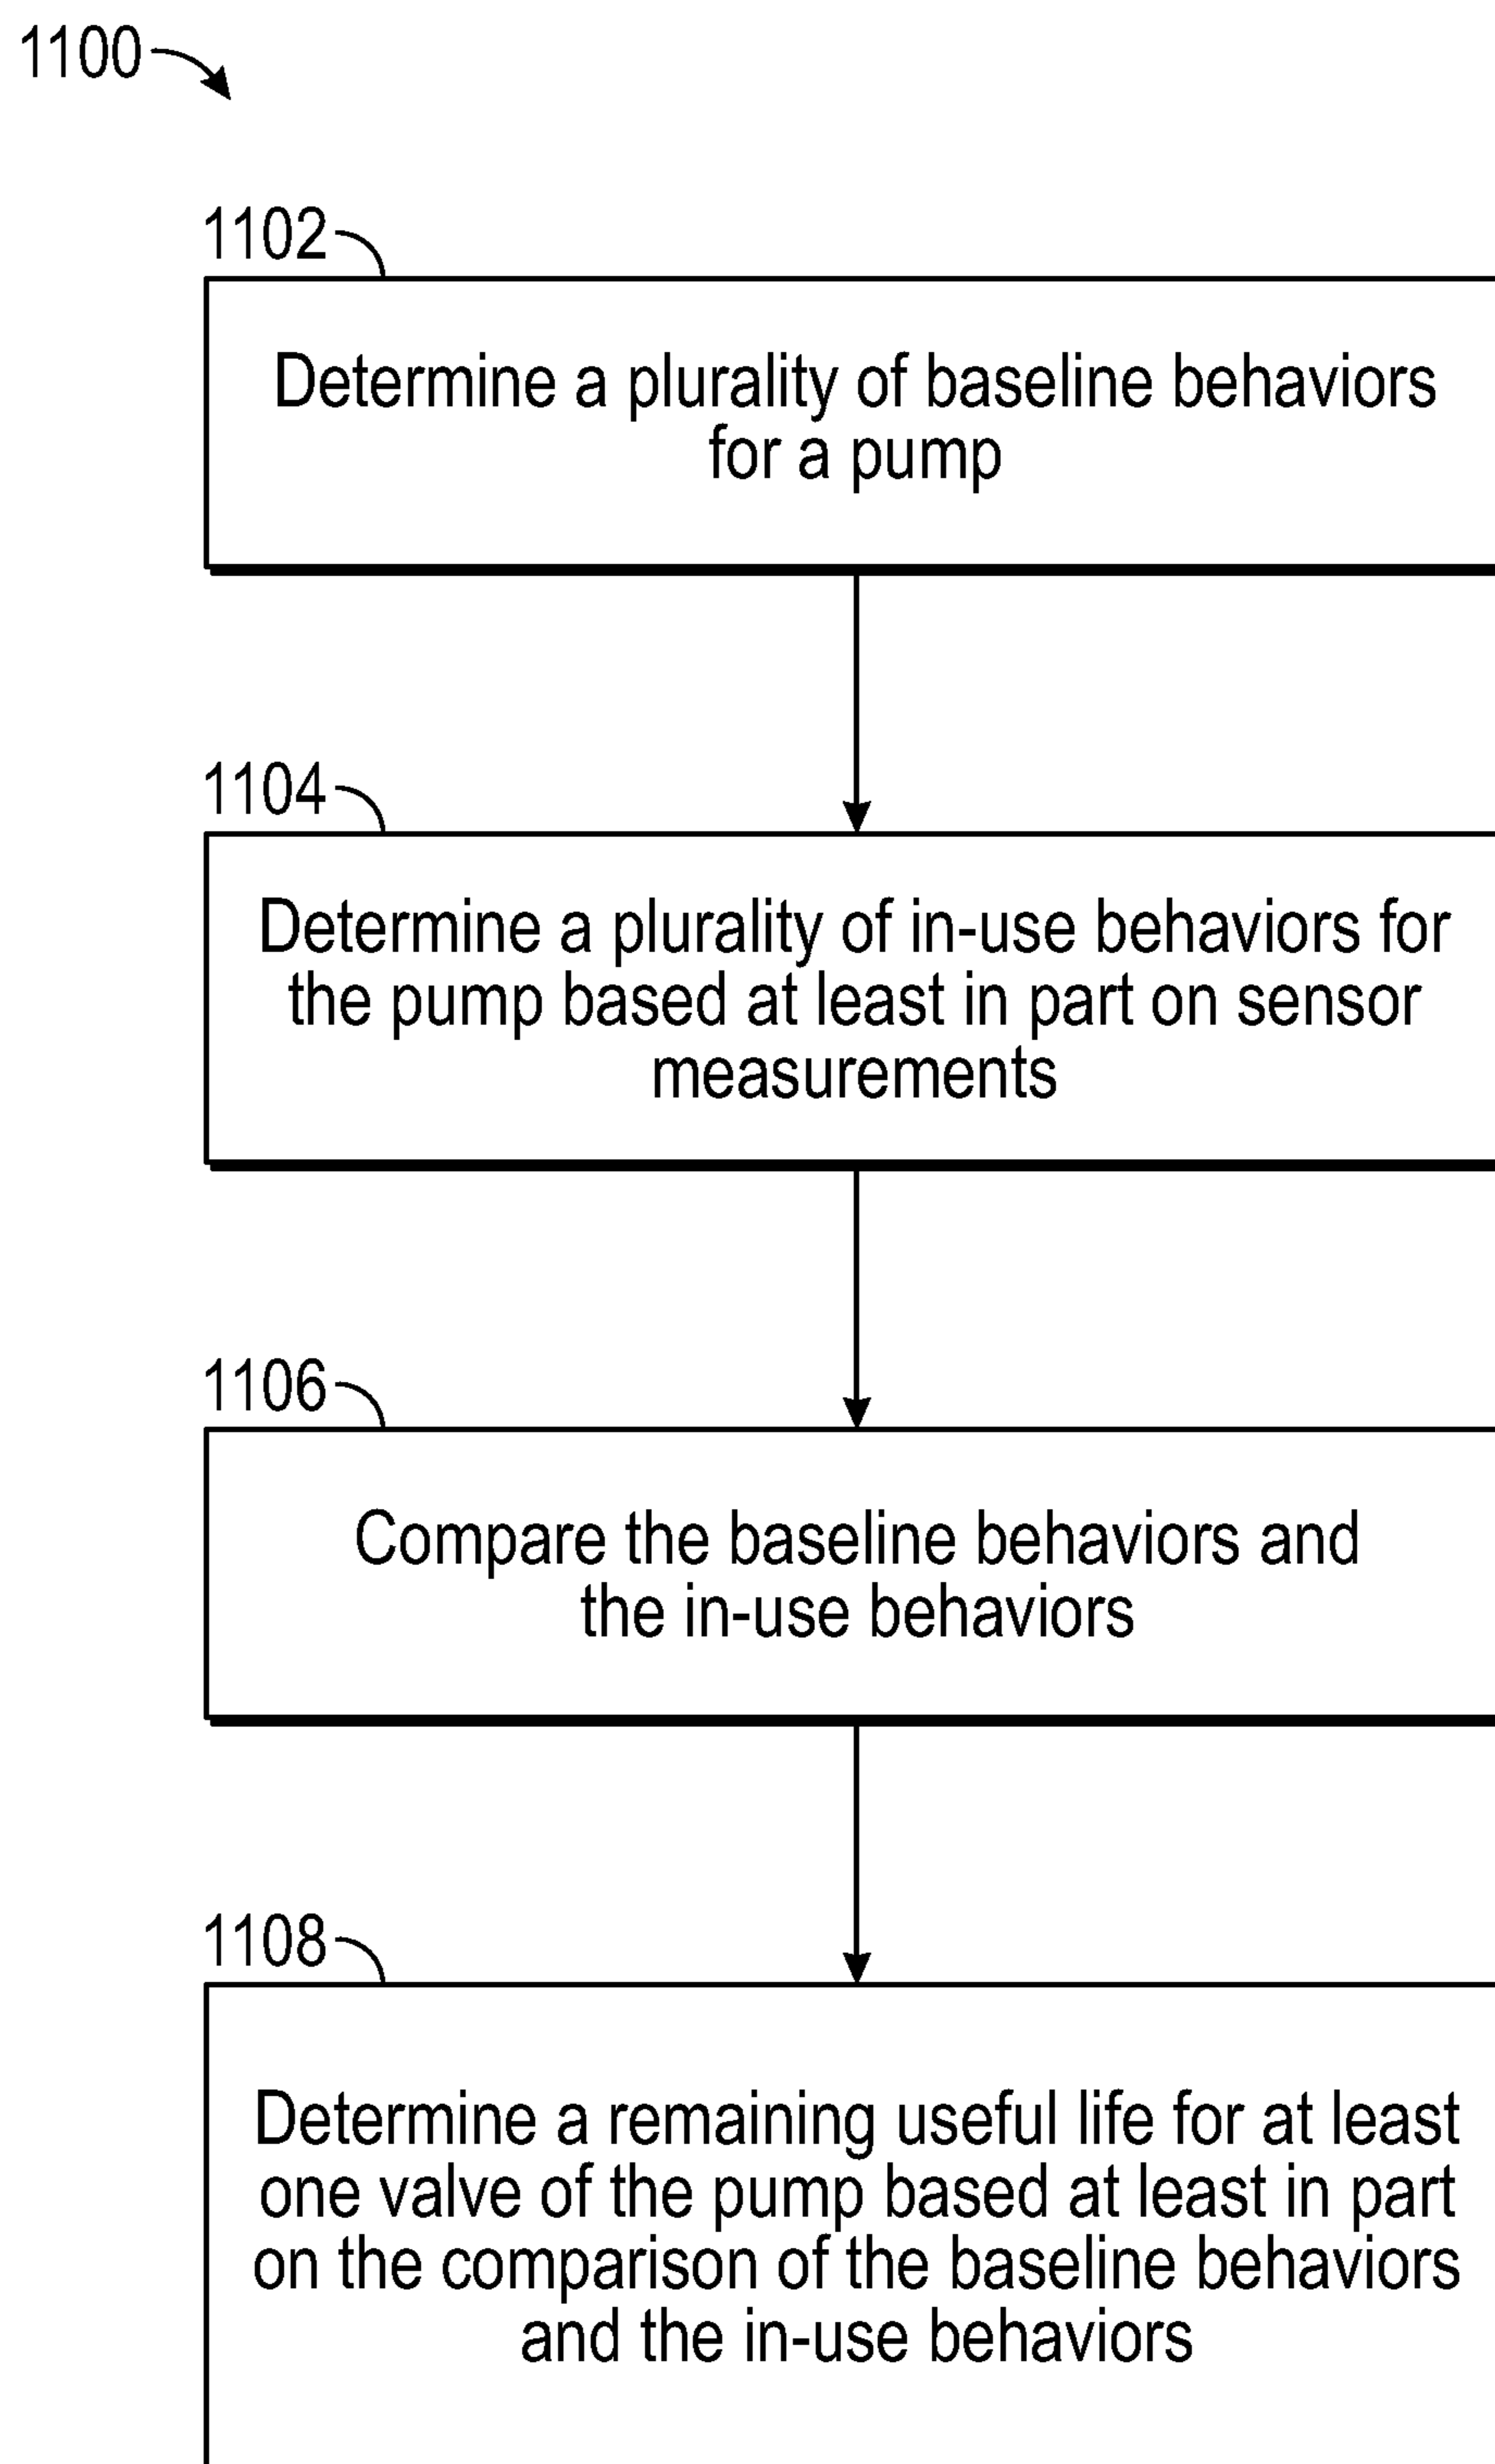 1100
1102
Determine a plurality of baseline behaviors
for a pump
1104
Determine a plurality of in-use behaviors for
the pump based at least in part on sensor
measurements
1106
Compare the baseline behaviors and
the in-use behaviors
1108
Determine a remaining useful life for at least
one valve of the pump based at least in part
on the comparison of the baseline behaviors
and the in-use behaviors